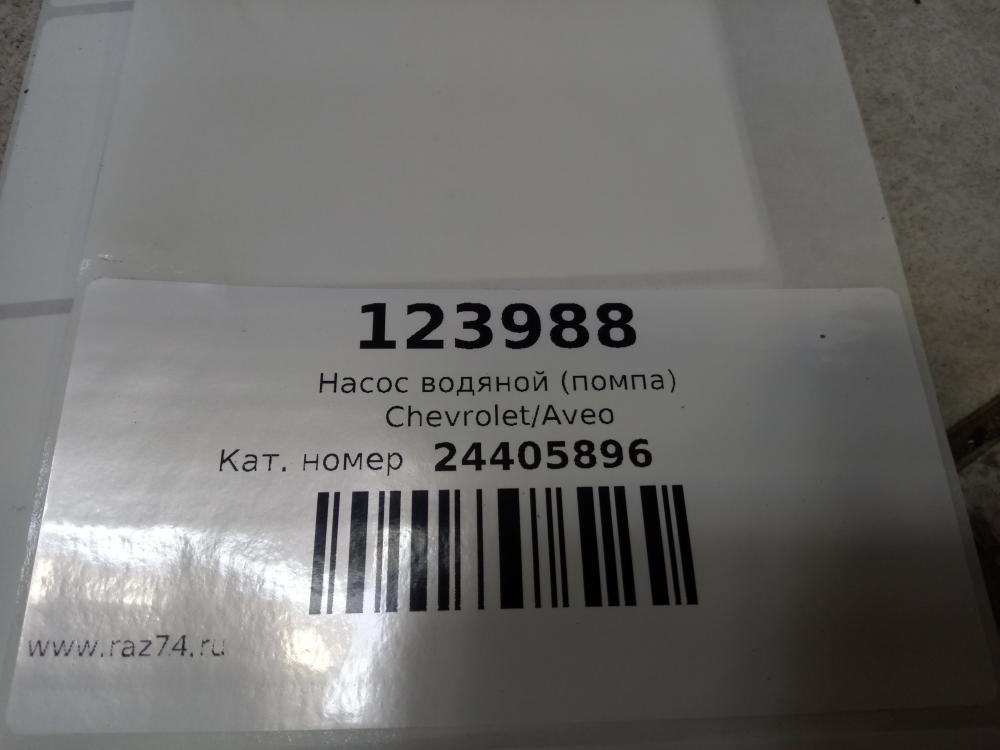 123988
Насос водяной (помпа)
Chevrolet/Aveo
Кат. номер 24405896
www.raz74.ru